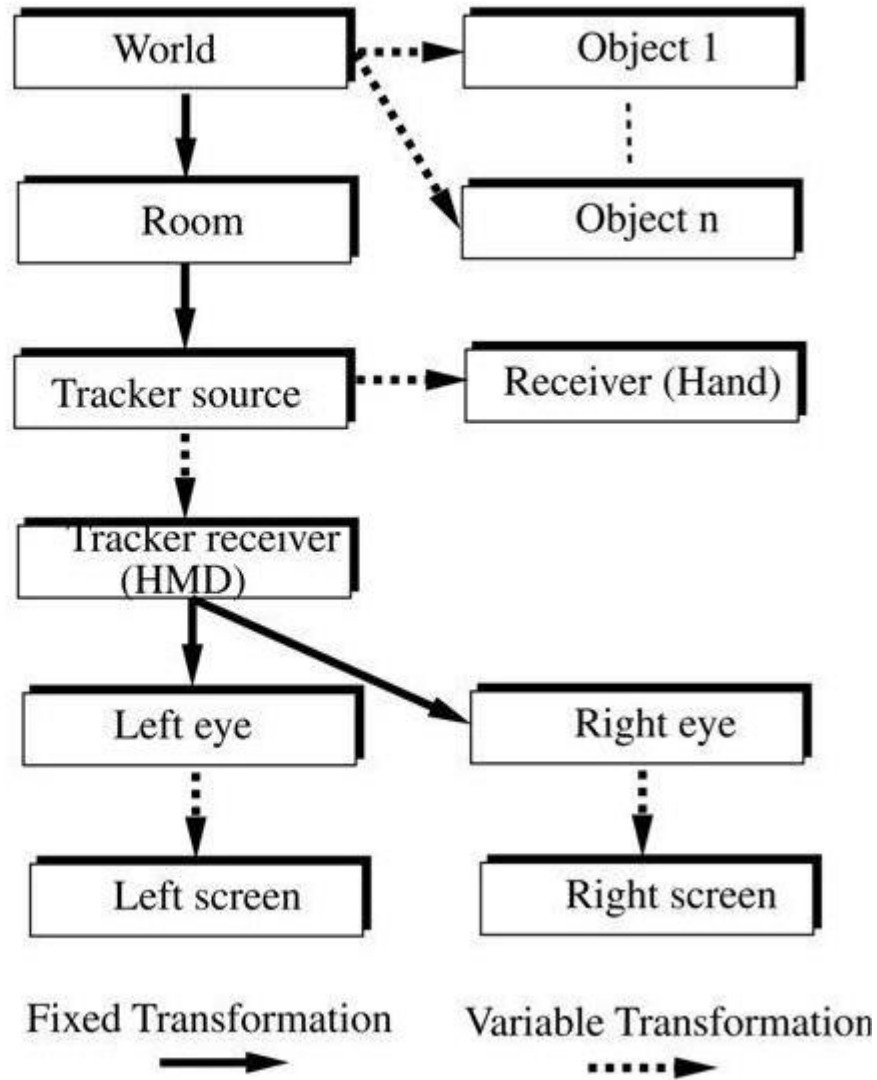 World
Object 1
Room
Object n
Tracker source
Receiver (Hand)
Tracker receiver
(HMD)
Left eye
Right eye
Left screen
Right screen
Fixed Transformation
Variable Transformation